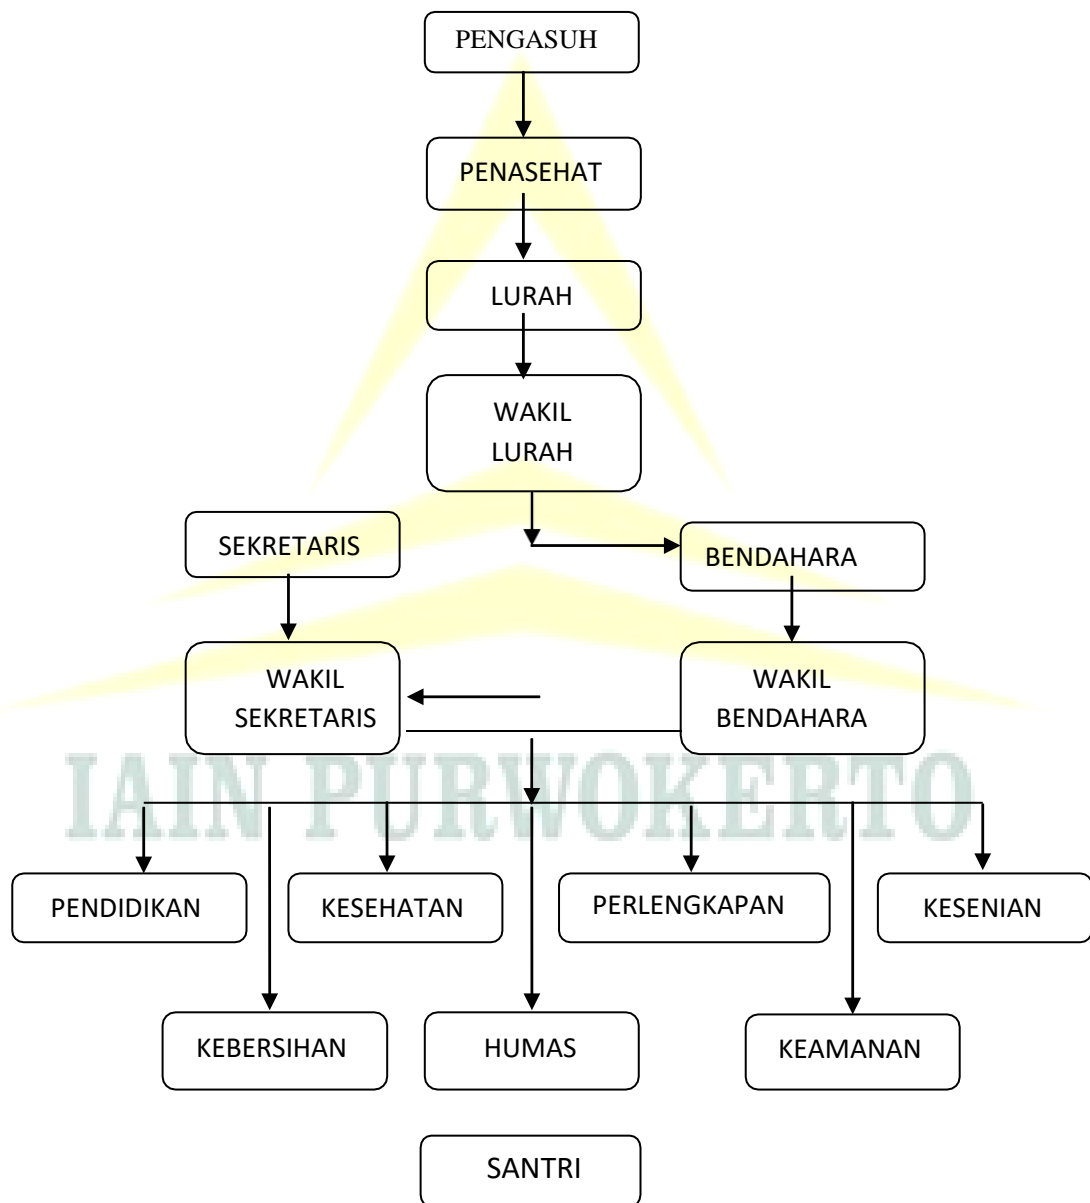 PENGASUH
PENASEHAT
LURAH
WAKIL
LURAH
SEKRETARIS
BENDAHARA
WAKIL
SEKRETARIS
WAKIL
BENDAHARA
IAIN PURWOKERTO
PENDIDIKAN
KESEHATAN
PERLENGKAPAN
KESENIAN
KEBERSIHAN
HUMAS
KEAMANAN
SANTRI